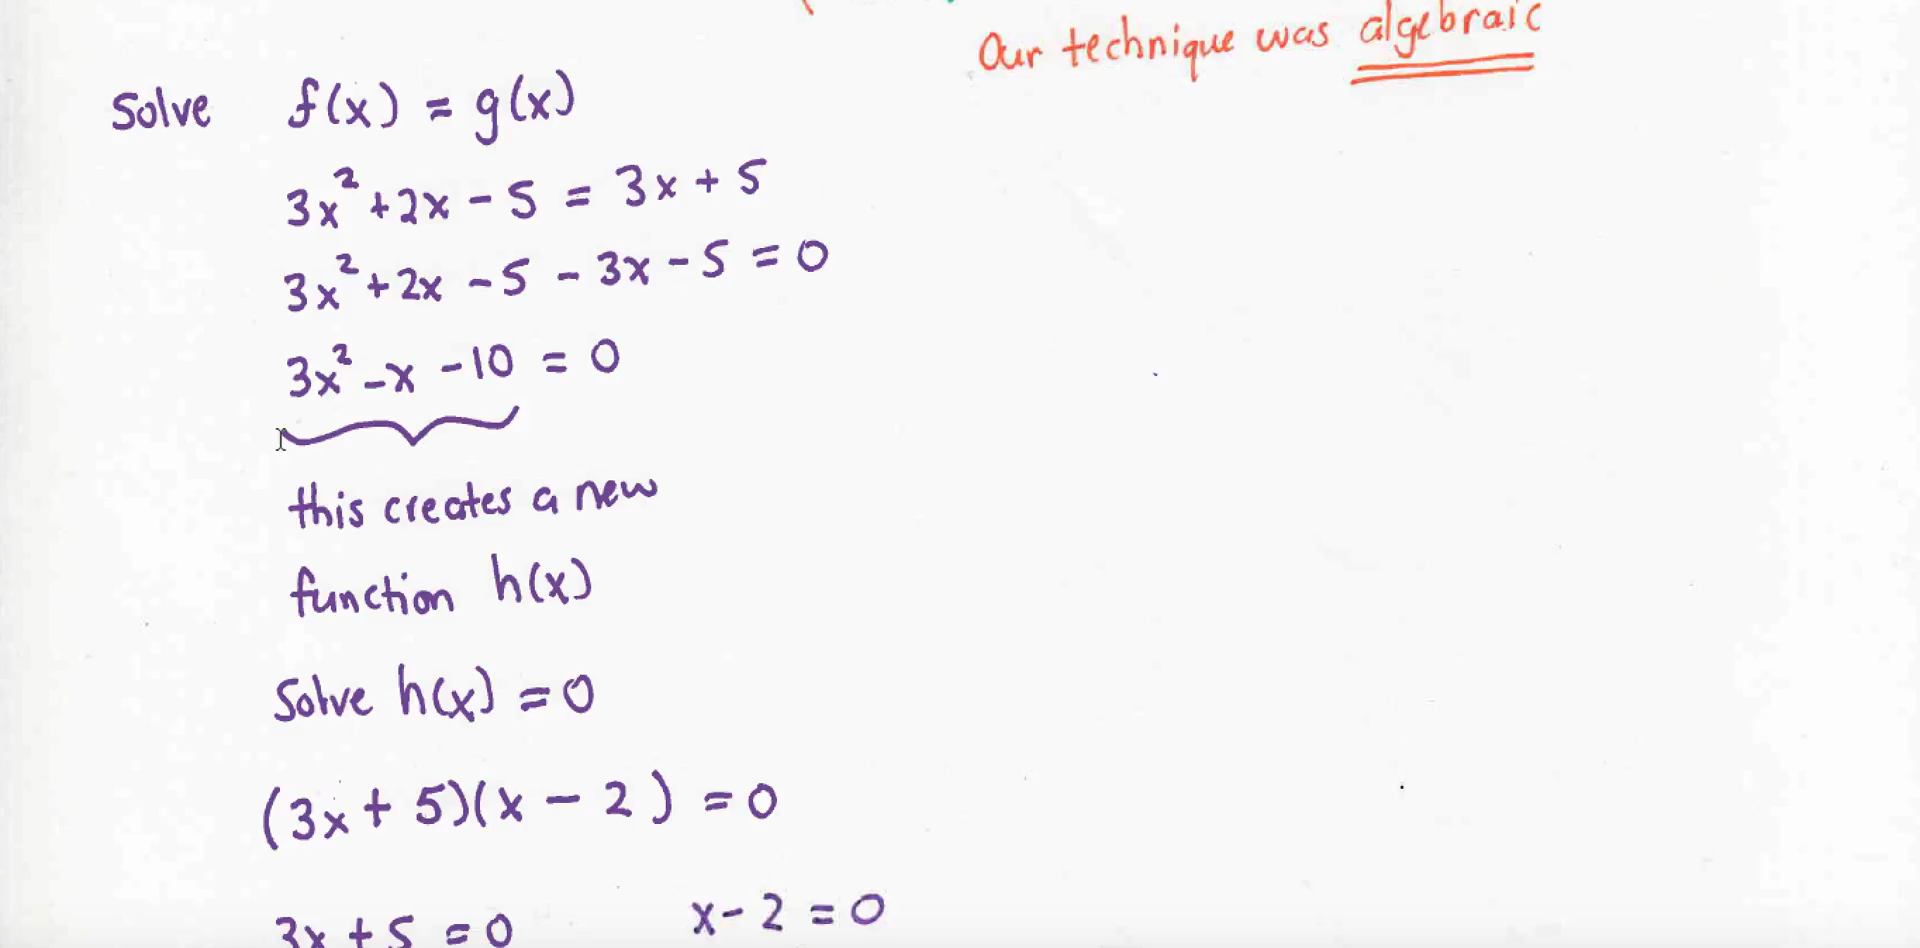 Our technique was algebraic
Solve f(x) = g(x)
3x² + 2x - 5 = 3x + 5
3x² + 2x - 5 - 3x - 5 = 0
3x² - x - 10 = 0
this creates a new
function h(x)
Solve h(x) = 0
(3x + 5)(x - 2) = 0
3x + 5 = 0 x - 2 = 0